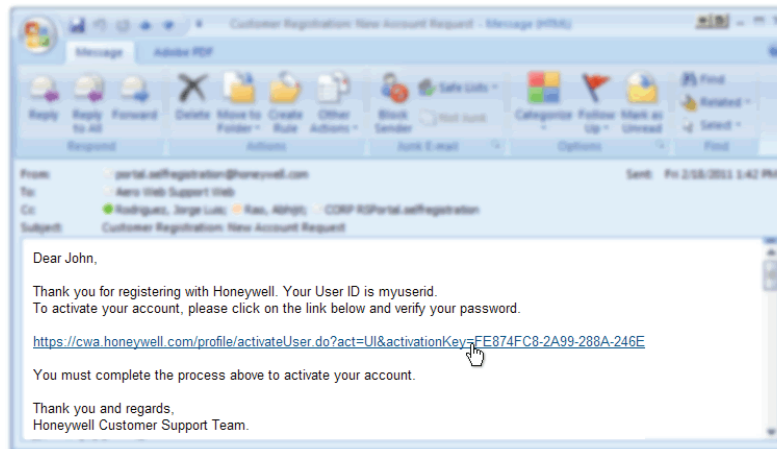 Customer Registration: New Account Request - Message (HTML)
Message Adobe PDF
Reply Reply to All Forward Delete Move to Folder Create Rule Other Actions Block Sender Safe Lists Not Junk Categorize Follow Up Mark as Unread Find Related Select
Respond Actions Junk E-mail Options Find
From: portal.selfregistration@honeywell.com Sent: Fri 2/18/2011 1:42 PM
To: Aero Web Support Web
Cc: Rodriguez, Jorge Luis; Rao, Abhijit; CORP RSPortal.selfregistration
Subject: Customer Registration: New Account Request
Dear John,
Thank you for registering with Honeywell. Your User ID is myuserid.
To activate your account, please click on the link below and verify your password.
https://cwa.honeywell.com/profile/activateUser.do?act=UI&activationKey=FE874FC8-2A99-288A-246E
You must complete the process above to activate your account.
Thank you and regards,
Honeywell Customer Support Team.